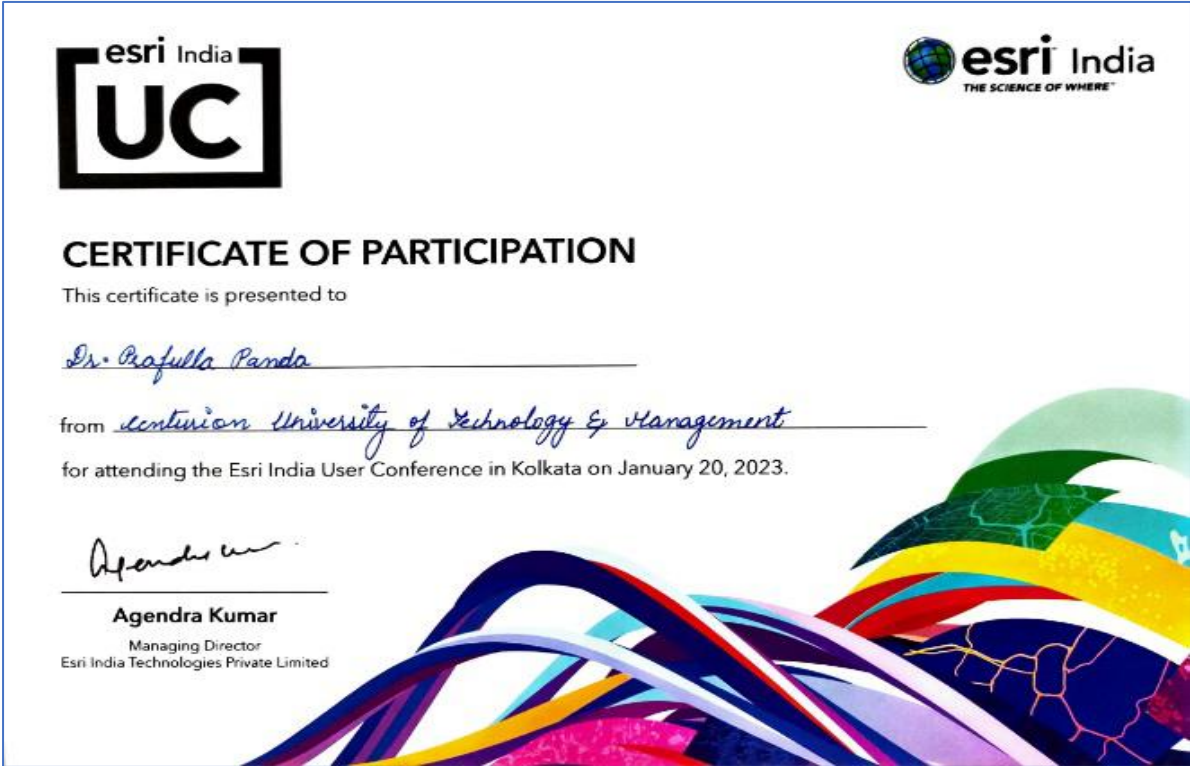 esri India
UC
esri India
THE SCIENCE OF WHERE™
CERTIFICATE OF PARTICIPATION
This certificate is presented to
Dr. Prafulla Panda
from Centurion University of Technology & Management
for attending the Esri India User Conference in Kolkata on January 20, 2023.
Agendra Kumar
Managing Director
Esri India Technologies Private Limited